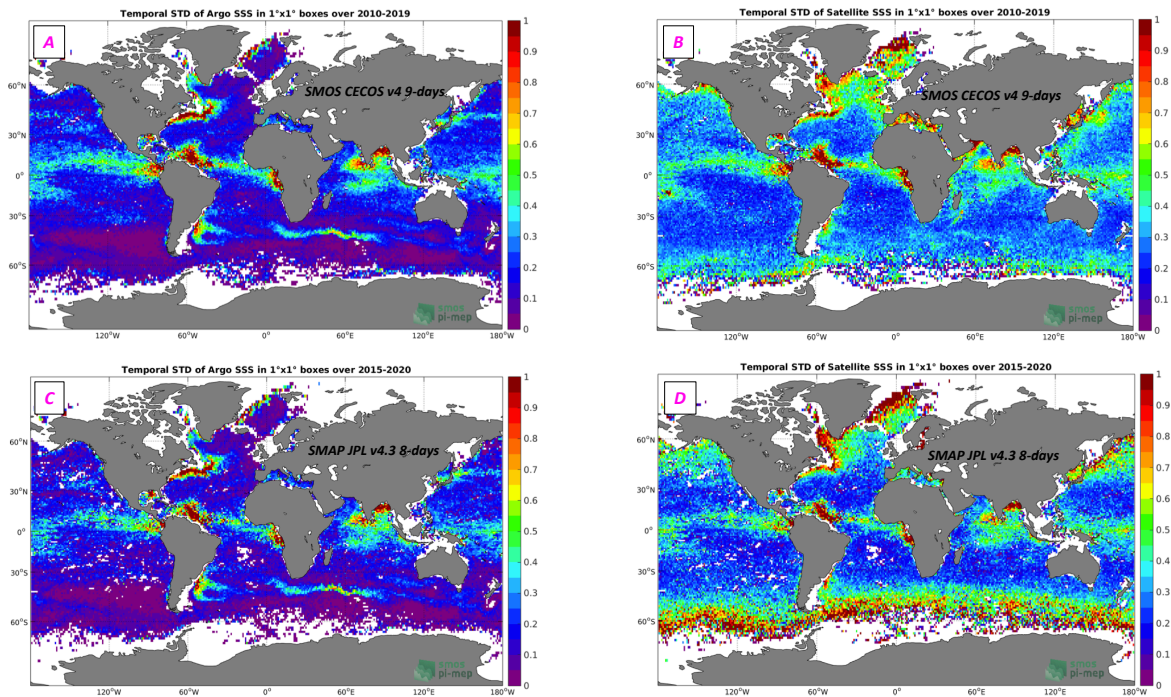 Temporal STD of Argo SSS in 1°x1° boxes over 2010-2019
A
SMOS CECOS v4 9-days
60°N
30°N
0°
30°S
60°S
120°W
60°W
0°
60°E
120°E
180°W
1
0.9
0.8
0.7
0.6
0.5
0.4
0.3
0.2
0.1
0
smos
pi-mep
Temporal STD of Satellite SSS in 1°x1° boxes over 2010-2019
B
SMOS CECOS v4 9-days
60°N
30°N
0°
30°S
60°S
120°W
60°W
0°
60°E
120°E
180°W
1
0.9
0.8
0.7
0.6
0.5
0.4
0.3
0.2
0.1
0
smos
pi-mep
Temporal STD of Argo SSS in 1°x1° boxes over 2015-2020
C
SMAP JPL v4.3 8-days
60°N
30°N
0°
30°S
60°S
120°W
60°W
0°
60°E
120°E
180°W
1
0.9
0.8
0.7
0.6
0.5
0.4
0.3
0.2
0.1
0
smos
pi-mep
Temporal STD of Satellite SSS in 1°x1° boxes over 2015-2020
D
SMAP JPL v4.3 8-days
60°N
30°N
0°
30°S
60°S
120°W
60°W
0°
60°E
120°E
180°W
1
0.9
0.8
0.7
0.6
0.5
0.4
0.3
0.2
0.1
0
smos
pi-mep